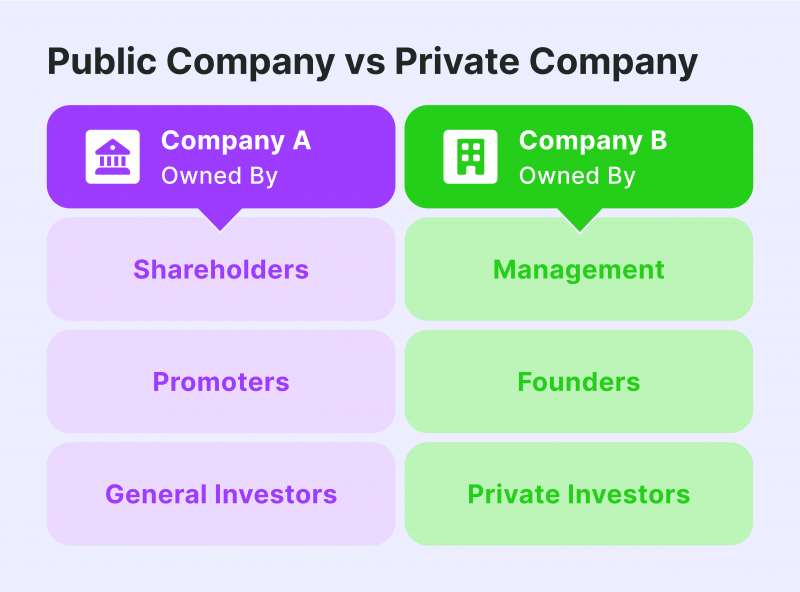 Public Company vs Private Company
Company A
Owned By
Shareholders
Promoters
General Investors
Company B
Owned By
Management
Founders
Private Investors